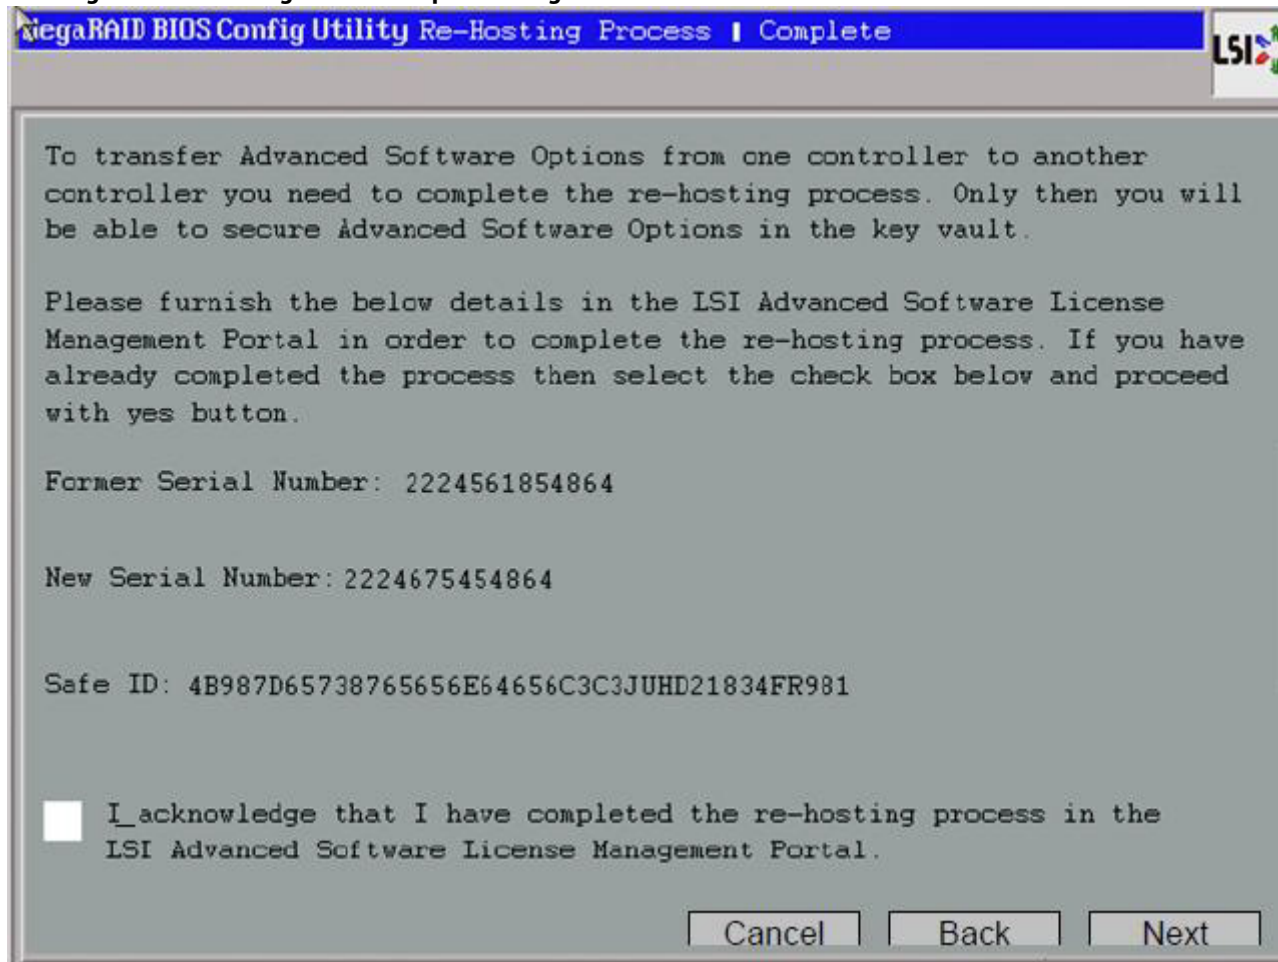 MegaRAID BIOS Config Utility Re-Hosting Process | Complete
LSI
To transfer Advanced Software Options from one controller to another
controller you need to complete the re-hosting process. Only then you will
be able to secure Advanced Software Options in the key vault.
Please furnish the below details in the LSI Advanced Software License
Management Portal in order to complete the re-hosting process. If you have
already completed the process then select the check box below and proceed
with yes button.
Former Serial Number: 2224561854864
New Serial Number: 2224675454864
Safe ID: 4B987D65738765656E64656C3C3JUHD21834FR981
I_acknowledge that I have completed the re-hosting process in the
LSI Advanced Software License Management Portal.
Cancel Back Next